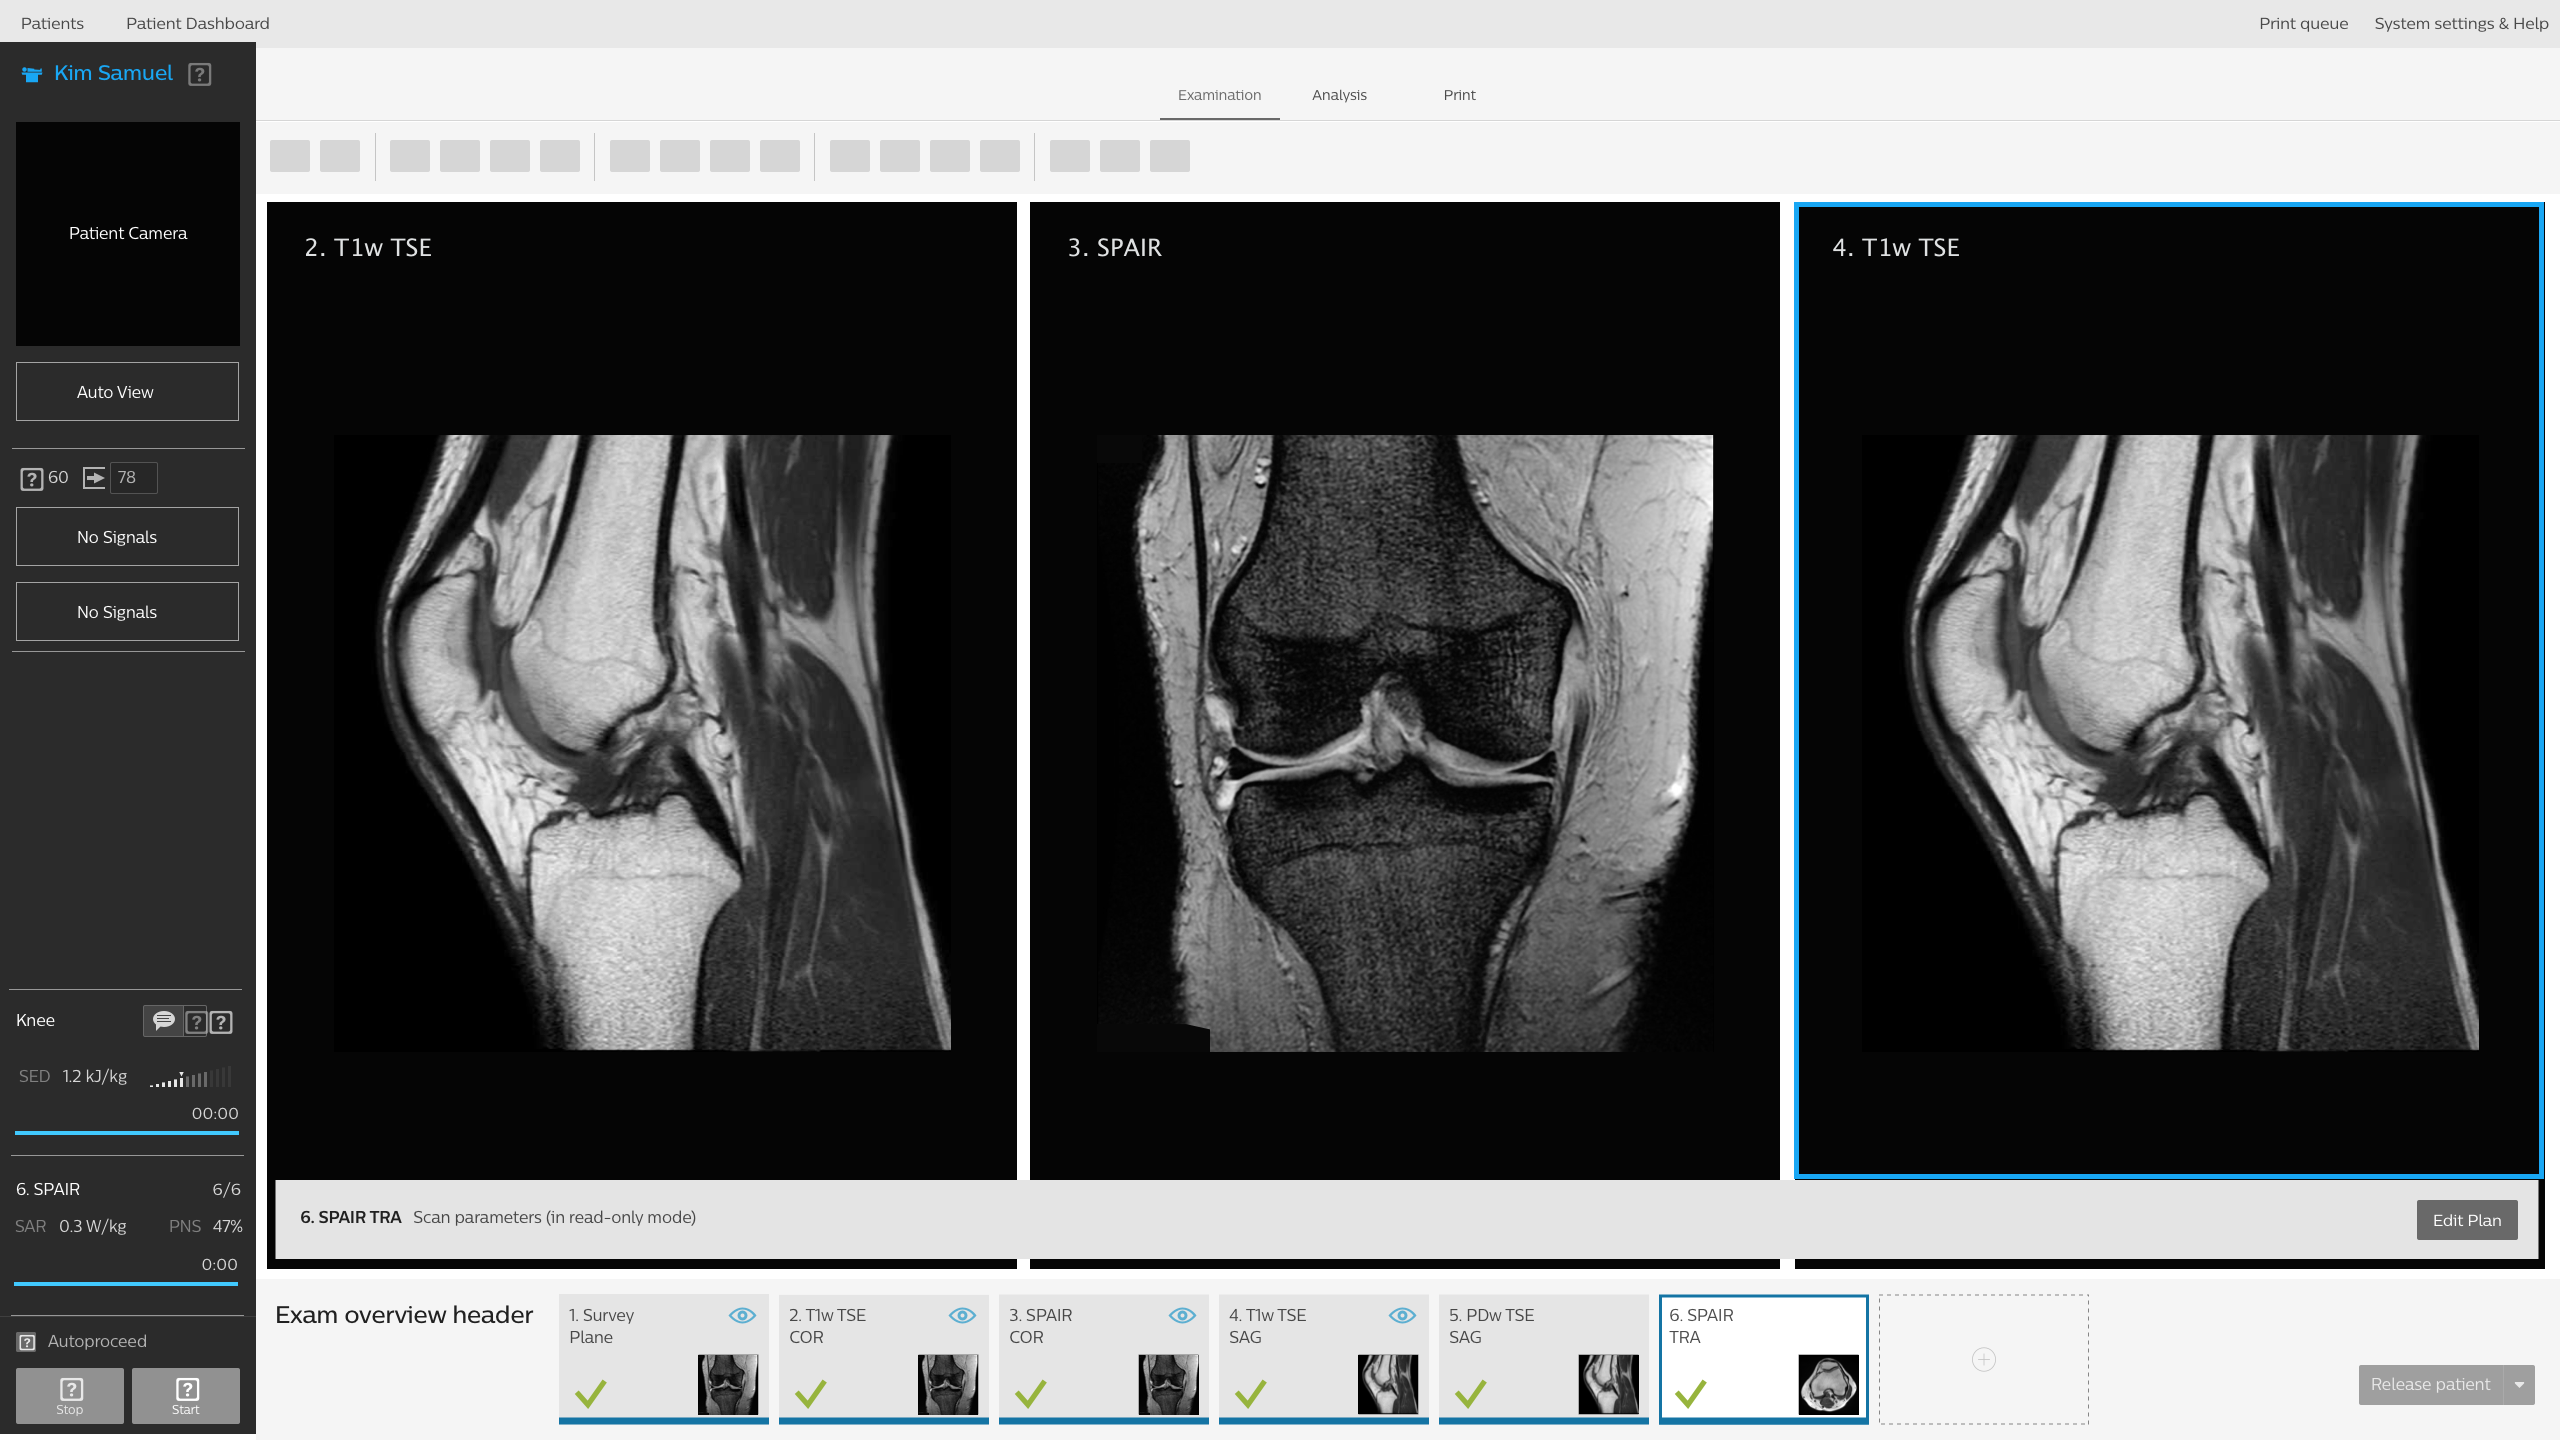 Patients Patient Dashboard Print queue System settings & Help
Kim Samuel ?
Examination Analysis Print
Patient Camera
2. T1w TSE
3. SPAIR
4. T1w TSE
Auto View
? 60 78
No Signals
No Signals
Knee ? ?
SED 1.2 kJ/kg
00:00
6. SPAIR 6/6
SAR 0.3 W/kg PNS 47%
0:00
? Autoproceed
? Stop
? Start
6. SPAIR TRA Scan parameters (in read-only mode)
Edit Plan
Exam overview header
1. Survey
Plane
2. T1w TSE
COR
3. SPAIR
COR
4. T1w TSE
SAG
5. PDw TSE
SAG
6. SPAIR
TRA
Release patient